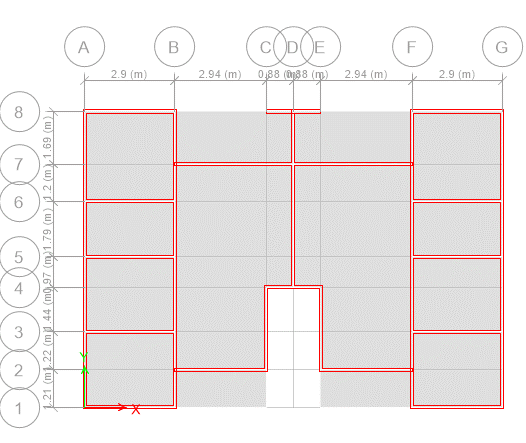 A B C D E F G
2.9 (m) 2.94 (m) 0.88 (m) 0.88 (m) 2.94 (m) 2.9 (m)
8
1.69 (m)
7
1.2 (m)
6
1.79 (m)
5
0.97 (m)
4
1.44 (m)
3
1.22 (m)
2
1.21 (m)
1
Y
X